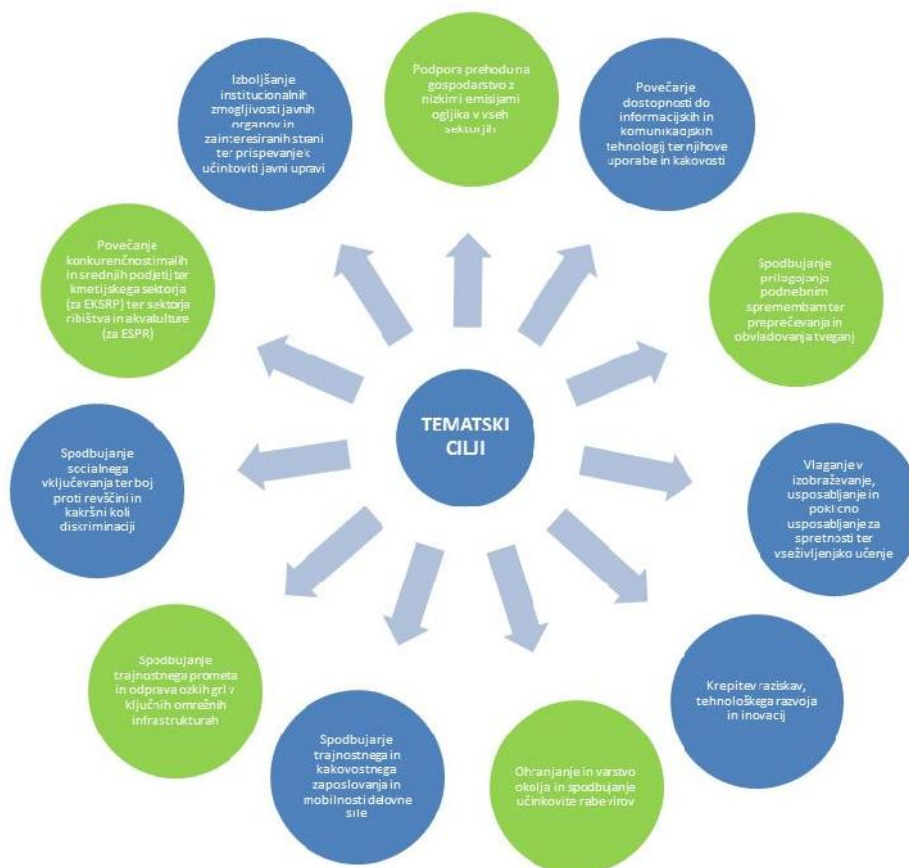 Podpora prehodu na
gospodarstvo z
nizkimi emisijami
ogljika v vseh
sektorjih
Povečanje
dostopnosti do
informacijskih in
komunikacijskih
tehnologij ter njihove
uporabe in kakovosti
Spodbujanje
prilagajanja
podnebnim
spremembam ter
preprečevanja in
obvladovanja tveganj
Vlaganje v
izobraževanje,
usposabljanje in
poklicno
usposabljanje za
spretnosti ter
vseživljenjsko učenje
Krepitev raziskav,
tehnološkega razvoja
in inovacij
Ohranjanje in varstvo
okolja in spodbujanje
učinkovite rabe virov
Spodbujanje
trajnostnega in
kakovostnega
zaposlovanja in
mobilnosti delovne
sile
Spodbujanje
trajnostnega prometa
in odprava ozkih grl v
ključnih omrežnih
infrastrukturah
Spodbujanje
socialnega
vključevanja ter boj
proti revščini in
kakršni koli
diskriminaciji
Povečanje
konkurenčnosti malih
in srednjih podjetij ter
kmetijskega sektorja
(za EKSRP) ter sektorja
ribištva in akvakulture
(za ESPR)
Izboljšanje
institucionalnih
zmogljivosti javnih
organov in
zainteresiranih strani
ter prispevanje k
učinkoviti javni upravi
TEMATSKI
CILJI